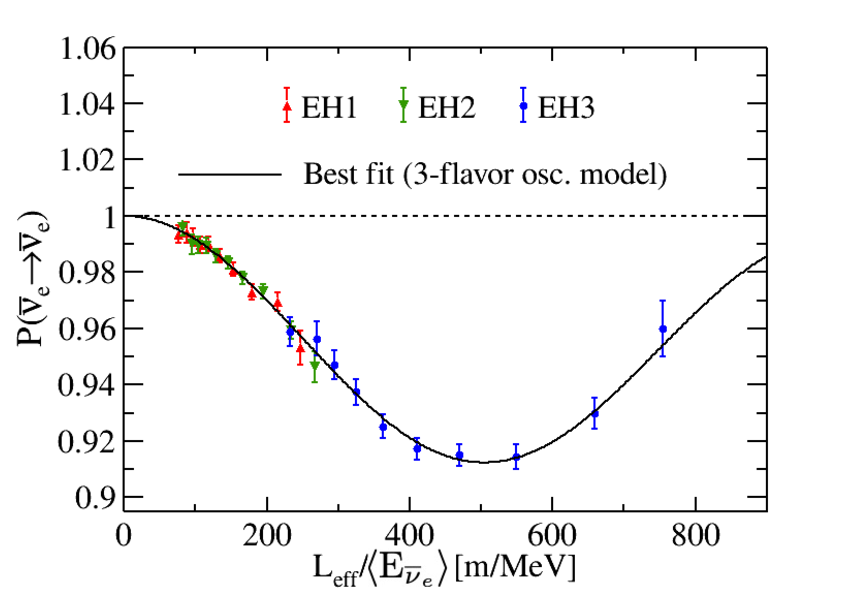 1.06
1.04
1.02
1
0.98
0.96
0.94
0.92
0.9
EH1 EH2 EH3
Best fit (3-flavor osc. model)
P(ν̅e→ν̅e)
0 200 400 600 800
Leff/⟨Eν̅e⟩ [m/MeV]